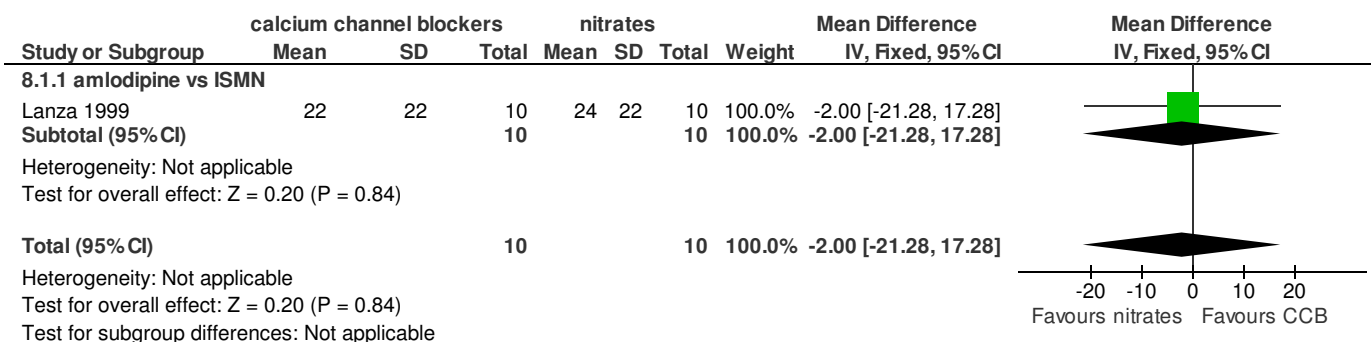 calcium channel blockers nitrates Mean Difference Mean Difference
Study or Subgroup Mean SD Total Mean SD Total Weight IV, Fixed, 95% CI IV, Fixed, 95% CI
8.1.1 amlodipine vs ISMN
Lanza 1999 22 22 10 24 22 10 100.0% -2.00 [-21.28, 17.28]
Subtotal (95% CI) 10 10 100.0% -2.00 [-21.28, 17.28]
Heterogeneity: Not applicable
Test for overall effect: Z = 0.20 (P = 0.84)
Total (95% CI) 10 10 100.0% -2.00 [-21.28, 17.28]
Heterogeneity: Not applicable
Test for overall effect: Z = 0.20 (P = 0.84)
Test for subgroup differences: Not applicable
-20 -10 0 10 20
Favours nitrates Favours CCB